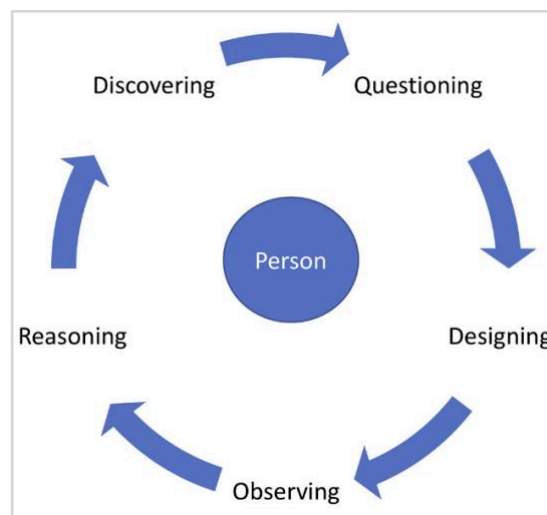 Discovering
Questioning
Person
Reasoning
Designing
Observing